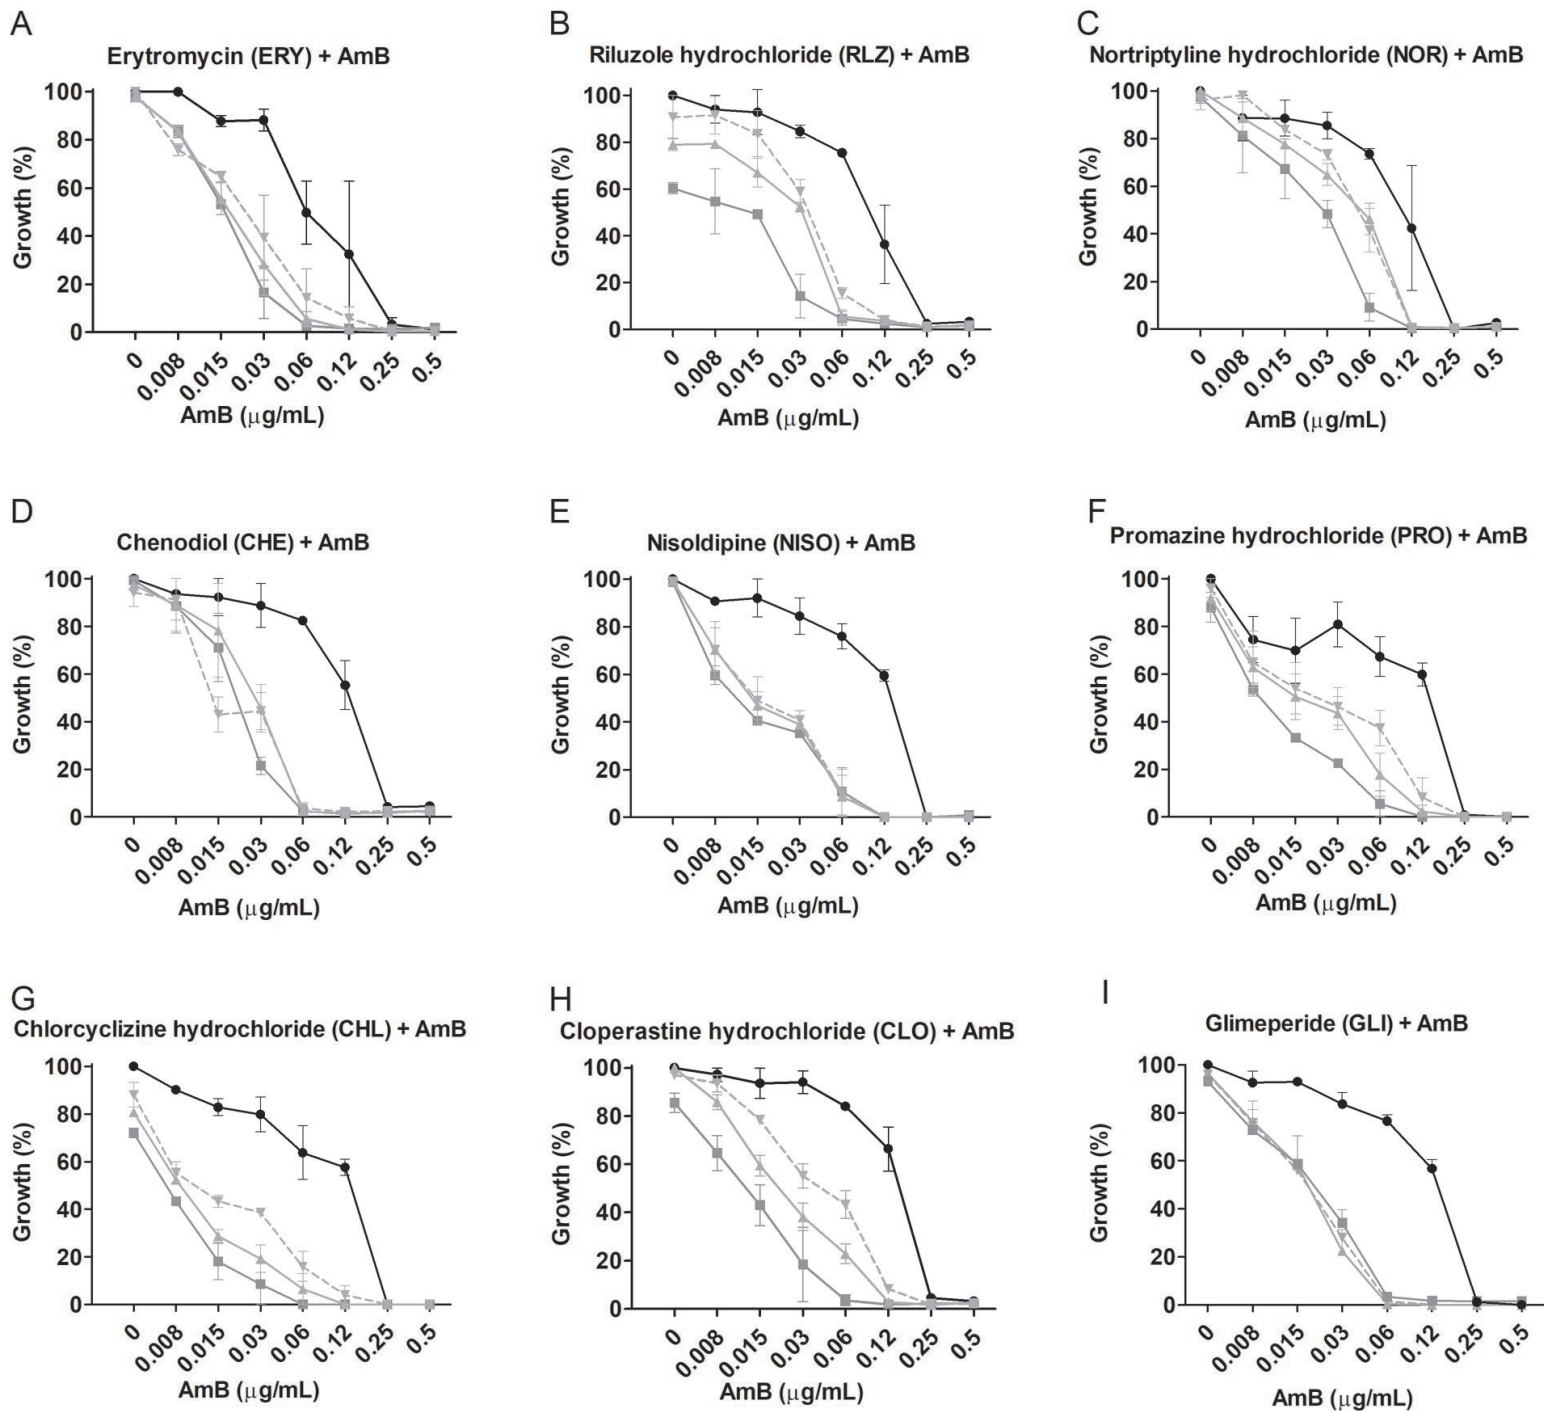 A
Erytromycin (ERY) + AmB
Growth (%)
100
80
60
40
20
0
0 0.008 0.015 0.03 0.06 0.12 0.25 0.5
AmB (μg/mL)
B
Riluzole hydrochloride (RLZ) + AmB
Growth (%)
100
80
60
40
20
0
0 0.008 0.015 0.03 0.06 0.12 0.25 0.5
AmB (μg/mL)
C
Nortriptyline hydrochloride (NOR) + AmB
Growth (%)
100
80
60
40
20
0
0 0.008 0.015 0.03 0.06 0.12 0.25 0.5
AmB (μg/mL)
D
Chenodiol (CHE) + AmB
Growth (%)
100
80
60
40
20
0
0 0.008 0.015 0.03 0.06 0.12 0.25 0.5
AmB (μg/mL)
E
Nisoldipine (NISO) + AmB
Growth (%)
100
80
60
40
20
0
0 0.008 0.015 0.03 0.06 0.12 0.25 0.5
AmB (μg/mL)
F
Promazine hydrochloride (PRO) + AmB
Growth (%)
100
80
60
40
20
0
0 0.008 0.015 0.03 0.06 0.12 0.25 0.5
AmB (μg/mL)
G
Chlorcyclizine hydrochloride (CHL) + AmB
Growth (%)
100
80
60
40
20
0
0 0.008 0.015 0.03 0.06 0.12 0.25 0.5
AmB (μg/mL)
H
Cloperastine hydrochloride (CLO) + AmB
Growth (%)
100
80
60
40
20
0
0 0.008 0.015 0.03 0.06 0.12 0.25 0.5
AmB (μg/mL)
I
Glimeperide (GLI) + AmB
Growth (%)
100
80
60
40
20
0
0 0.008 0.015 0.03 0.06 0.12 0.25 0.5
AmB (μg/mL)